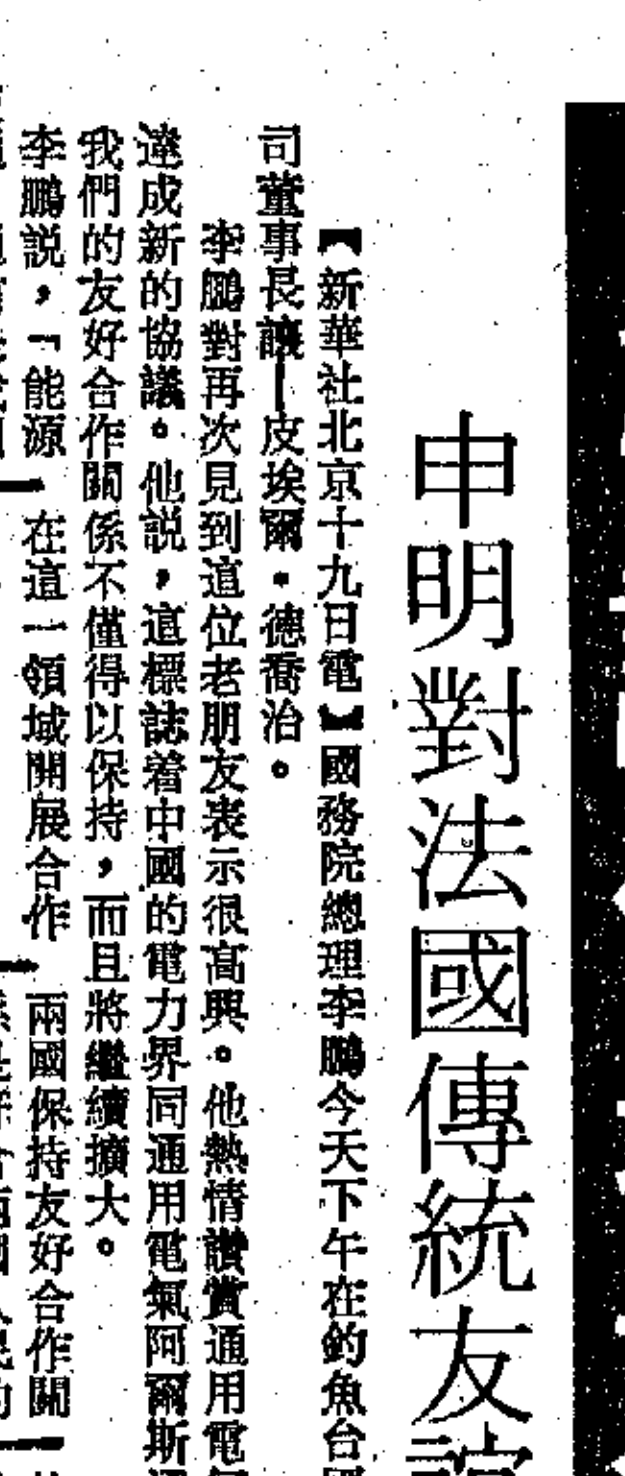 申明對法國傳統友誼
【新華社北京十九日電】國務院總理李鵬今天下午在釣魚台
司董事長讓—皮埃爾·德喬治。
李鵬對再次見到這位老朋友表示很高興。他熱情讚賞通用電
達成新的協議。他説，這標誌着中國的電力界同通用電氣阿爾斯
我們的友好合作關係不僅得以保持，而且將繼續擴大。
李鵬説，「能源 在這一領域開展合作 兩國保持友好合作關